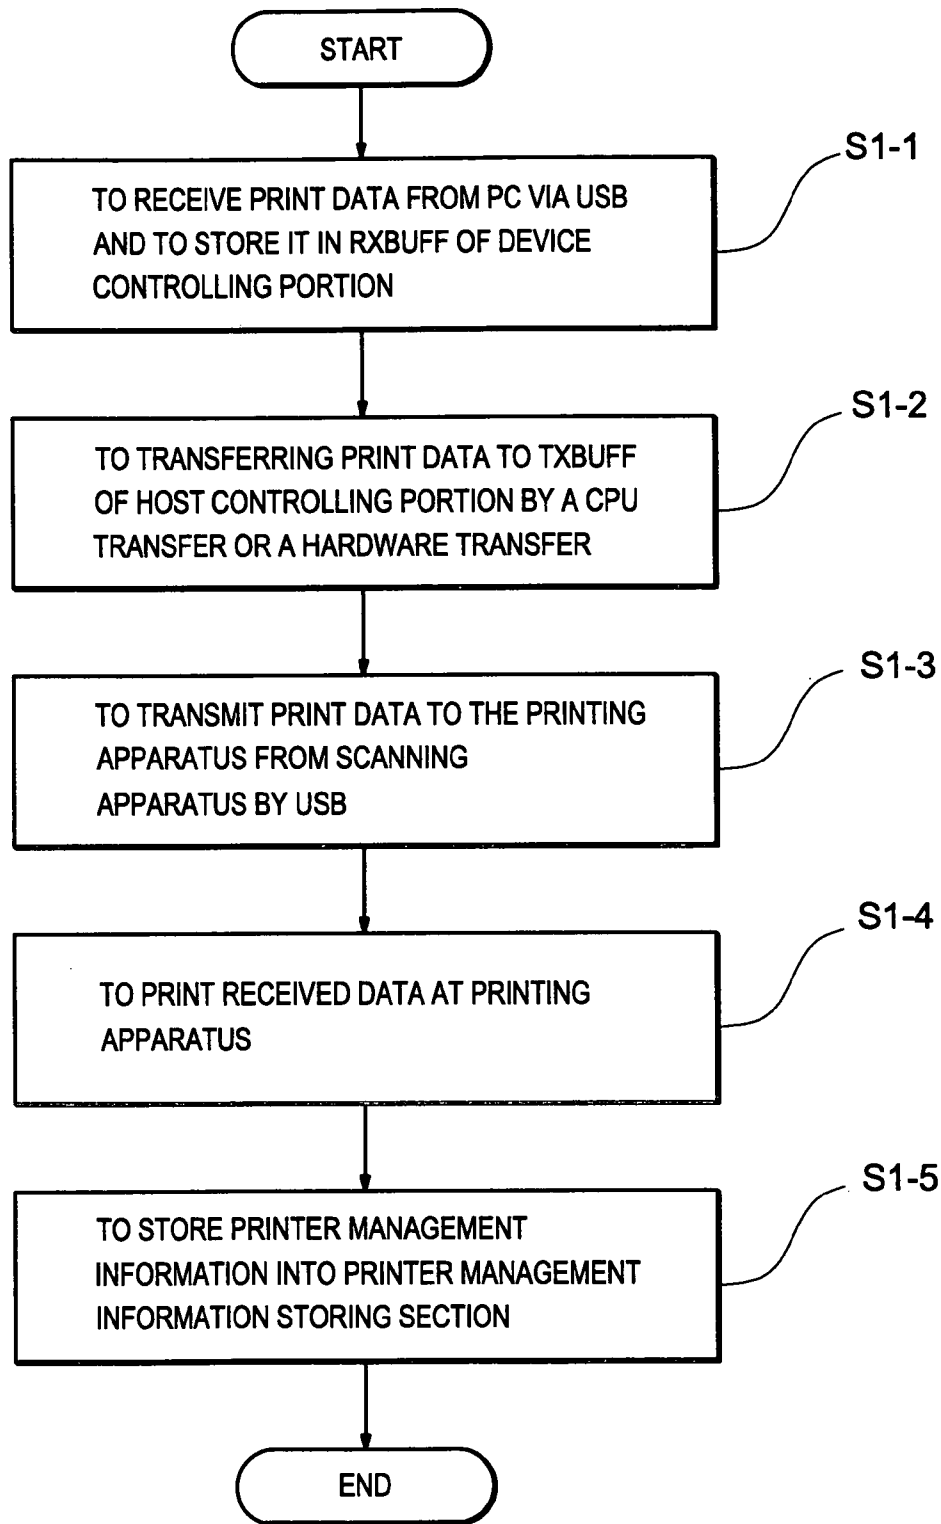 START
S1-1
TO RECEIVE PRINT DATA FROM PC VIA USB
AND TO STORE IT IN RXBUFF OF DEVICE
CONTROLLING PORTION
S1-2
TO TRANSFERRING PRINT DATA TO TXBUFF
OF HOST CONTROLLING PORTION BY A CPU
TRANSFER OR A HARDWARE TRANSFER
S1-3
TO TRANSMIT PRINT DATA TO THE PRINTING
APPARATUS FROM SCANNING
APPARATUS BY USB
S1-4
TO PRINT RECEIVED DATA AT PRINTING
APPARATUS
S1-5
TO STORE PRINTER MANAGEMENT
INFORMATION INTO PRINTER MANAGEMENT
INFORMATION STORING SECTION
END